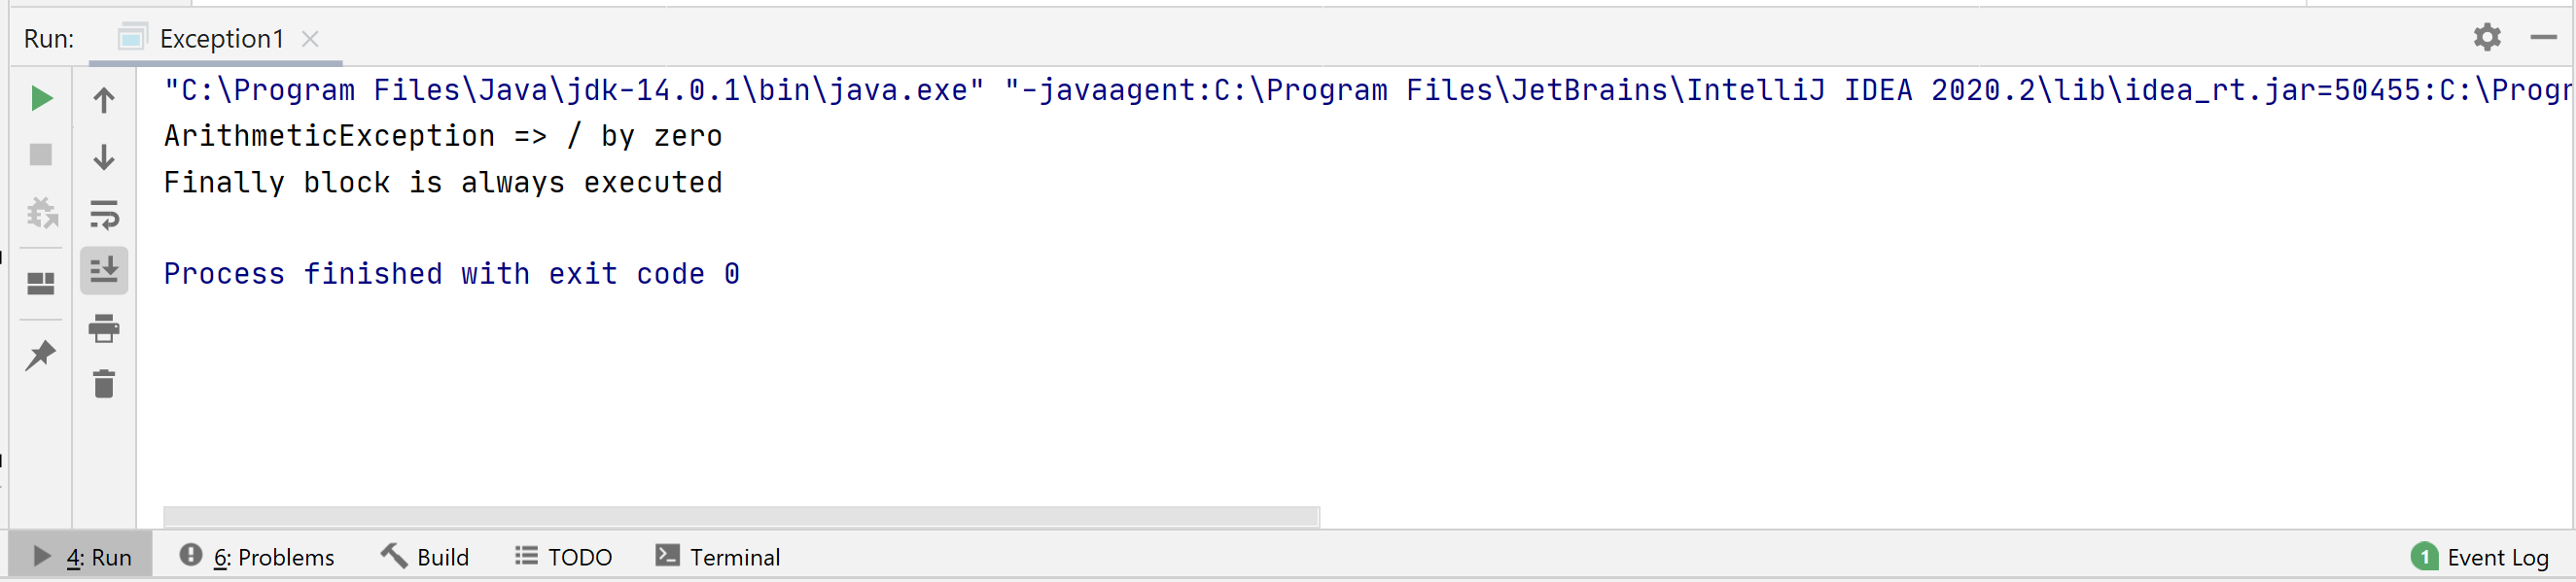 Run: Exception1
"C:\Program Files\Java\jdk-14.0.1\bin\java.exe" "-javaagent:C:\Program Files\JetBrains\IntelliJ IDEA 2020.2\lib\idea_rt.jar=50455:C:\Progr
ArithmeticException => / by zero
Finally block is always executed
Process finished with exit code 0
4: Run 6: Problems Build TODO Terminal 1 Event Log